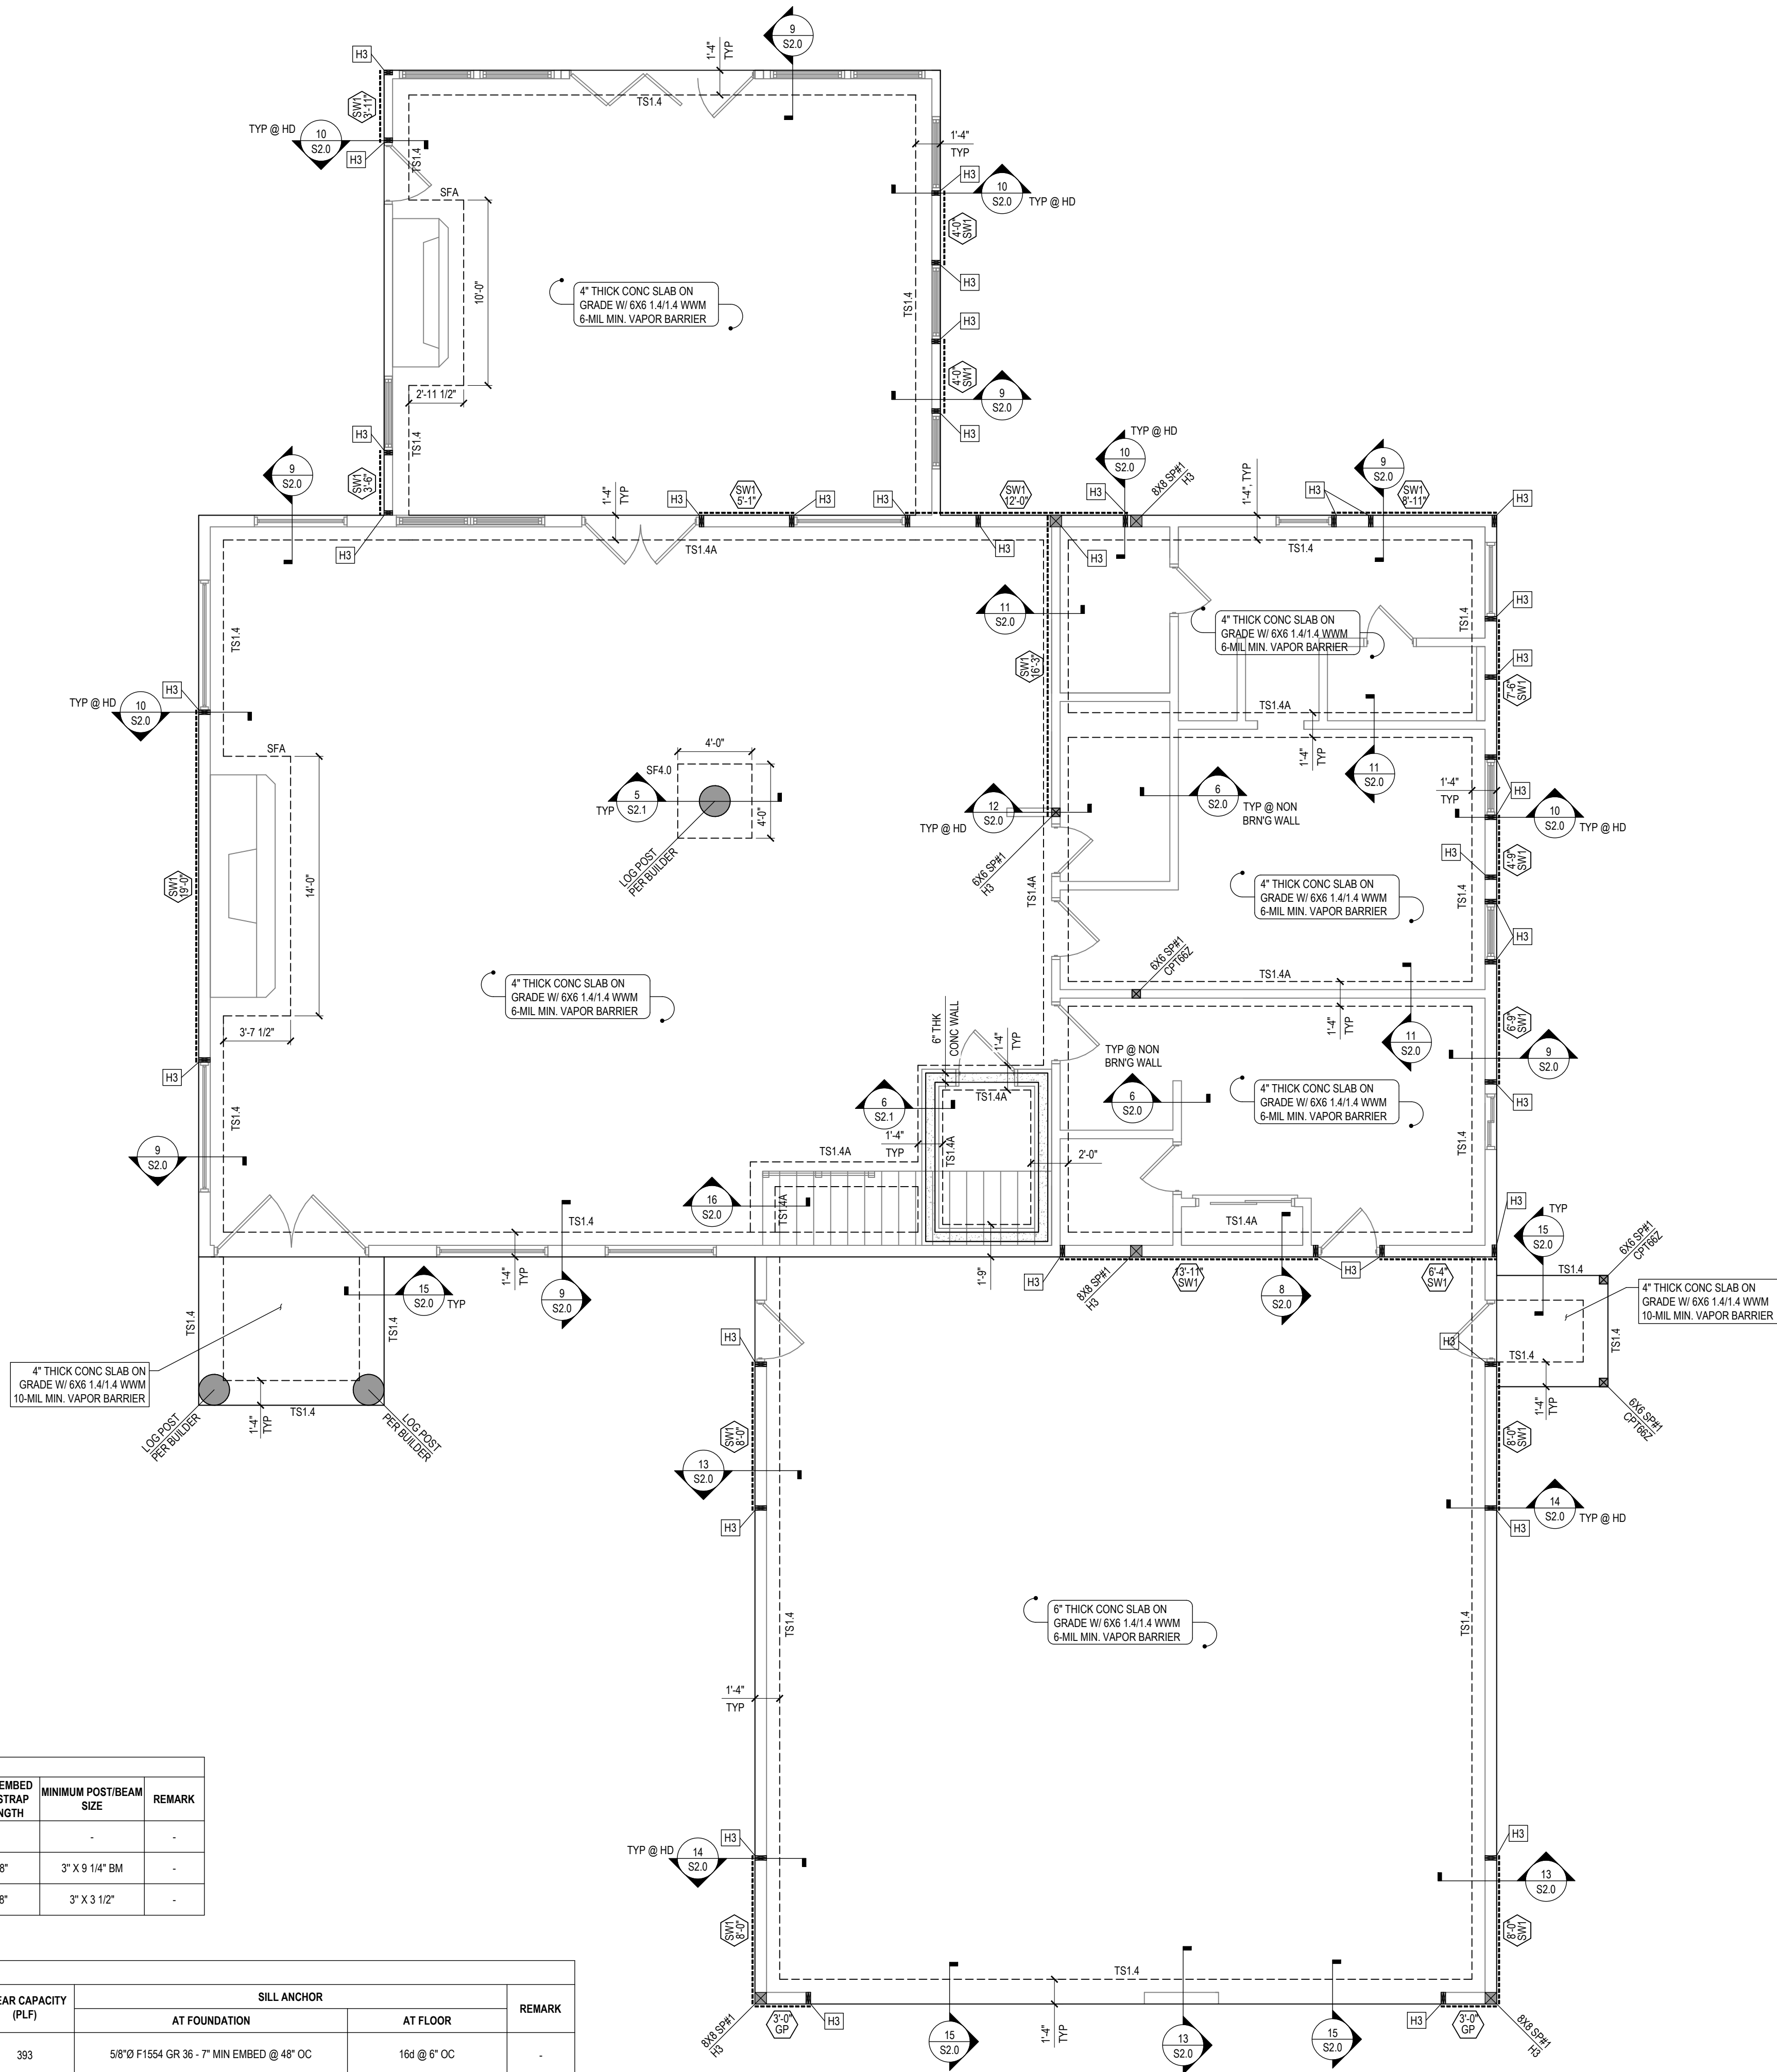 9
S2.0
1'-4"
TYP
H3
SW1
3'-11"
TS1.4
TYP @ HD
10
S2.0
H3
TS1.4
1'-4"
TYP
H3
10
S2.0
TYP @ HD
SFA
4'-0"
SW1
H3
10'-0"
4" THICK CONC SLAB ON
GRADE W/ 6X6 1.4/1.4 WWM
6-MIL MIN. VAPOR BARRIER
TS1.4
H3
4'-0"
SW1
9
S2.0
2'-11 1/2"
H3
TS1.4
H3
9
S2.0
SW1
3'-6"
1'-4"
TYP
H3
SW1
5'-1"
H3
H3
SW1
12'-0"
H3
10
S2.0
TYP @ HD
8X8 SP#1
H3
1'-4", TYP
H3
9
S2.0
SW1
8'-11"
H3
H3
TS1.4A
H3
H3
TS1.4
11
S2.0
H3
TS1.4
TS1.4
4" THICK CONC SLAB ON
GRADE W/ 6X6 1.4/1.4 WWM
6-MIL MIN. VAPOR BARRIER
SW1
16'-3"
H3
7'-6"
SW1
H3
TYP @ HD
10
S2.0
TS1.4A
SFA
4'-0"
SF4.0
5
S2.1
TYP
4'-0"
LOG POST
PER BUILDER
1'-4"
TYP
11
S2.0
6
S2.0
TYP @ NON
BRN'G WALL
1'-4"
TYP
H3
10
S2.0
TYP @ HD
12
S2.0
TYP @ HD
6X6 SP#1
H3
H3
4'-9"
SW1
14'-0"
SW1
19'-0"
TS1.4A
4" THICK CONC SLAB ON
GRADE W/ 6X6 1.4/1.4 WWM
6-MIL MIN. VAPOR BARRIER
TS1.4
H3
6X6 SP#1
CPT66Z
TS1.4A
4" THICK CONC SLAB ON
GRADE W/ 6X6 1.4/1.4 WWM
6-MIL MIN. VAPOR BARRIER
3'-7 1/2"
6" THK
CONC WALL
1'-4"
TYP
1'-4"
TYP
11
S2.0
6'-9"
SW1
9
S2.0
TYP @ NON
BRN'G WALL
6
S2.0
4" THICK CONC SLAB ON
GRADE W/ 6X6 1.4/1.4 WWM
6-MIL MIN. VAPOR BARRIER
H3
H3
TS1.4
TS1.4A
6
S2.1
TS1.4
1'-4"
TYP
TS1.4A
TS1.4A
2'-0"
9
S2.0
16
S2.0
TS1.4A
TS1.4
TS1.4A
H3
TYP
15
S2.0
6X6 SP#1
CPT66Z
TS1.4
1'-4"
TYP
1'-9"
H3
8X8 SP#1
H3
13'-11"
SW1
8
S2.0
H3
6'-4"
SW1
15
S2.0
TYP
9
S2.0
4" THICK CONC SLAB ON
GRADE W/ 6X6 1.4/1.4 WWM
10-MIL MIN. VAPOR BARRIER
TS1.4
TS1.4
H3
H3
TS1.4
TS1.4
4" THICK CONC SLAB ON
GRADE W/ 6X6 1.4/1.4 WWM
10-MIL MIN. VAPOR BARRIER
1'-4"
TYP
6X6 SP#1
CPT66Z
TS1.4
1'-4"
TYP
LOG POST
PER BUILDER
LOG POST
PER BUILDER
SW1
8'-0"
8'-0"
SW1
13
S2.0
H3
H3
14
S2.0
TYP @ HD
6" THICK CONC SLAB ON
GRADE W/ 6X6 1.4/1.4 WWM
6-MIL MIN. VAPOR BARRIER
TS1.4
TS1.4
1'-4"
TYP
H3
TYP @ HD
14
S2.0
H3
13
S2.0
SW1
8'-0"
8'-0"
SW1
TS1.4
8X8 SP#1
H3
3'-0"
GP
H3
15
S2.0
1'-4"
TYP
13
S2.0
15
S2.0
H3
3'-0"
GP
8X8 SP#1
H3
EMBED
STRAP
NGTH
MINIMUM POST/BEAM
SIZE
REMARK
-
-
8"
3" X 9 1/4" BM
-
8"
3" X 3 1/2"
-
EAR CAPACITY
(PLF)
SILL ANCHOR
AT FOUNDATION
AT FLOOR
REMARK
393
5/8"Ø F1554 GR 36 - 7" MIN EMBED @ 48" OC
16d @ 6" OC
-